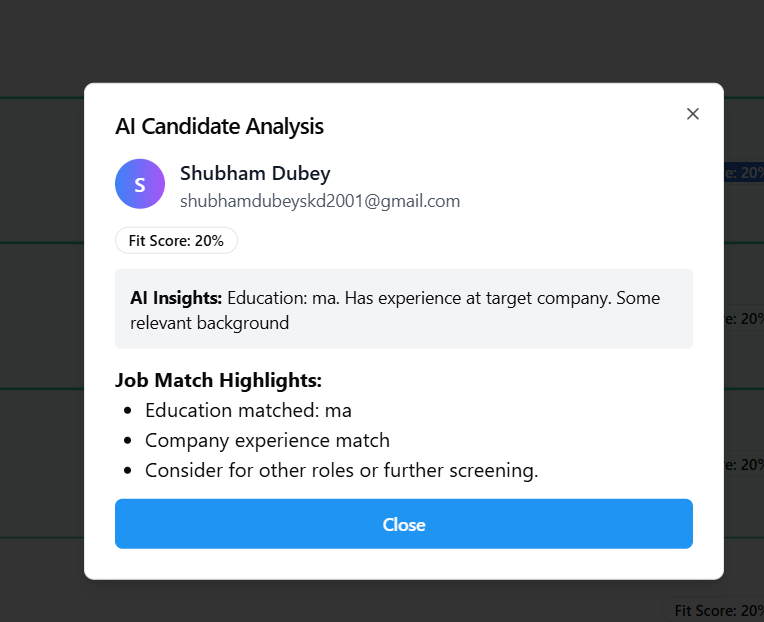 AI Candidate Analysis
S
Shubham Dubey
shubhamdubeyskd2001@gmail.com
Fit Score: 20%
AI Insights: Education: ma. Has experience at target company. Some
relevant background
Job Match Highlights:
• Education matched: ma
• Company experience match
• Consider for other roles or further screening.
Close
e: 20%
e: 20%
e: 20%
Fit Score: 20%